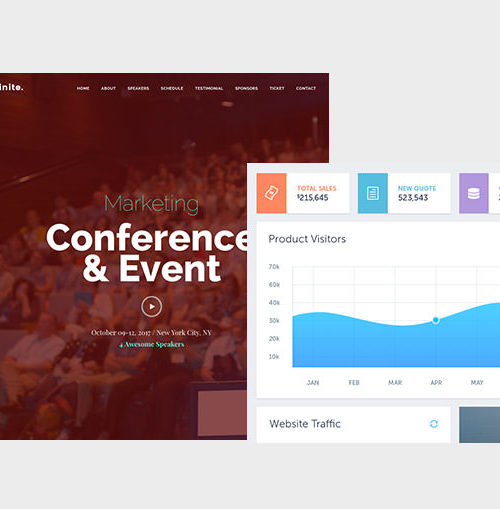 inite.
HOME ABOUT SPEAKERS SCHEDULE TESTIMONIAL SPONSORS TICKET CONTACT
Marketing
Conference
& Event
October 09-12, 2017 / New York City, NY
4 Awesome Speakers
TOTAL SALES
$215,645
NEW QUOTE
523,543
Product Visitors
70k
60k
50k
40k
30k
20k
10k
JAN FEB MAR APR MAY
Website Traffic